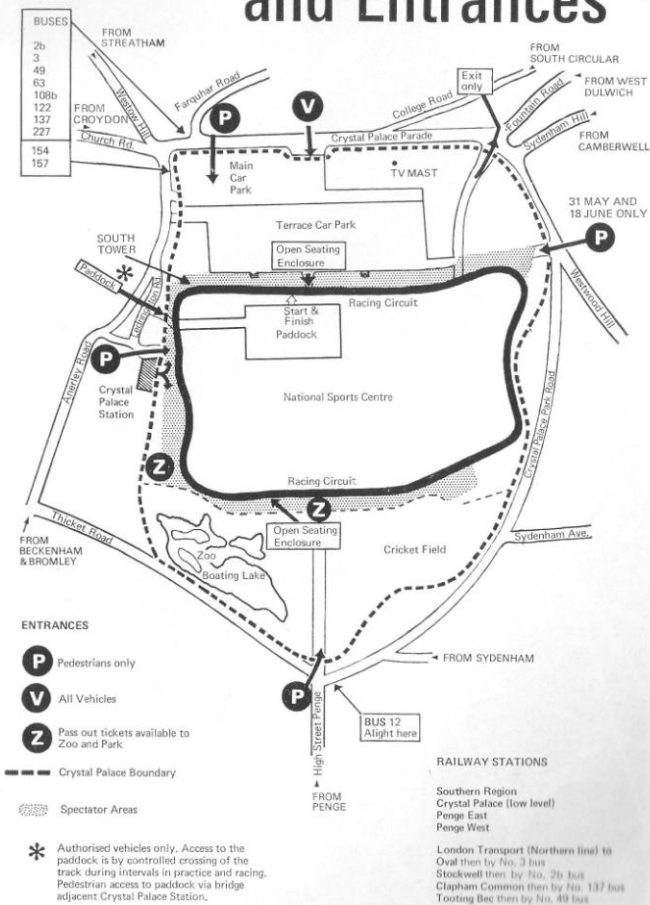 and Entrances
BUSES
2b
3
49
63
108b
122
137
227
154
157
FROM
STREATHAM
Westow Hill
FROM
CROYDON
Church Rd.
Farquhar Road
P
V
College Road
Exit
only
FROM
SOUTH CIRCULAR
Fountain Road
FROM WEST
DULWICH
Sydenham Hill
FROM
CAMBERWELL
Crystal Palace Parade
Main
Car
Park
TV MAST
Terrace Car Park
31 MAY AND
18 JUNE ONLY
P
Westwood Hill
SOUTH
TOWER
Open Seating
Enclosure
Paddock
*
Racing Circuit
Start &
Finish
Paddock
Anerley Road
P
Crystal
Palace
Station
National Sports Centre
Crystal Palace Park Road
Z
Racing Circuit
Z
Open Seating
Enclosure
Thicket Road
FROM
BECKENHAM
& BROMLEY
Zoo
Boating Lake
Cricket Field
Sydenham Ave.
FROM SYDENHAM
P
BUS 12
Alight here
High Street Penge
FROM
PENGE
ENTRANCES
P Pedestrians only
V All Vehicles
Z Pass out tickets available to
Zoo and Park
Crystal Palace Boundary
Spectator Areas
* Authorised vehicles only. Access to the
paddock is by controlled crossing of the
track during intervals in practice and racing.
Pedestrian access to paddock via bridge
adjacent Crystal Palace Station.
RAILWAY STATIONS
Southern Region
Crystal Palace (low level)
Penge East
Penge West
London Transport (Northern line) to
Oval then by No. 3 bus
Stockwell then by No. 2b bus
Clapham Common then by No. 137 bus
Tooting Bec then by No. 49 bus